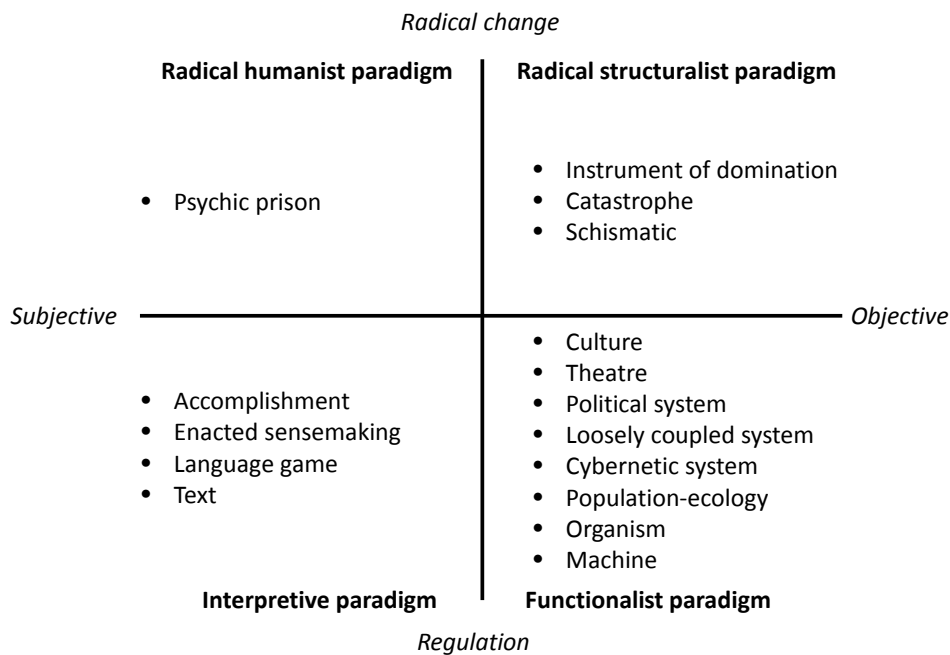 Radical change
Radical humanist paradigm
Radical structuralist paradigm
• Psychic prison
• Instrument of domination
• Catastrophe
• Schismatic
Subjective
Objective
• Accomplishment
• Enacted sensemaking
• Language game
• Text
• Culture
• Theatre
• Political system
• Loosely coupled system
• Cybernetic system
• Population-ecology
• Organism
• Machine
Interpretive paradigm
Functionalist paradigm
Regulation